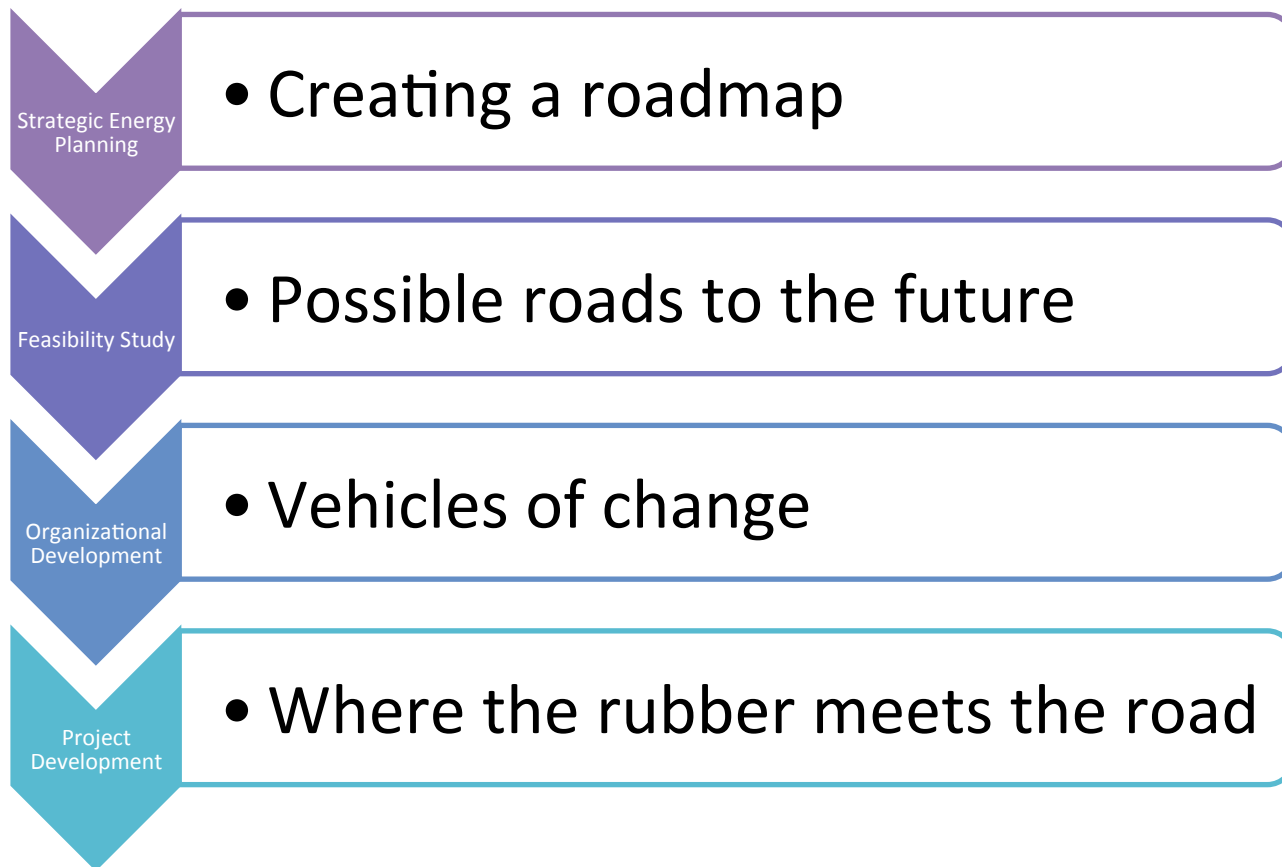 Strategic Energy
Planning
• Creating a roadmap
Feasibility Study
• Possible roads to the future
Organizational
Development
• Vehicles of change
Project
Development
• Where the rubber meets the road